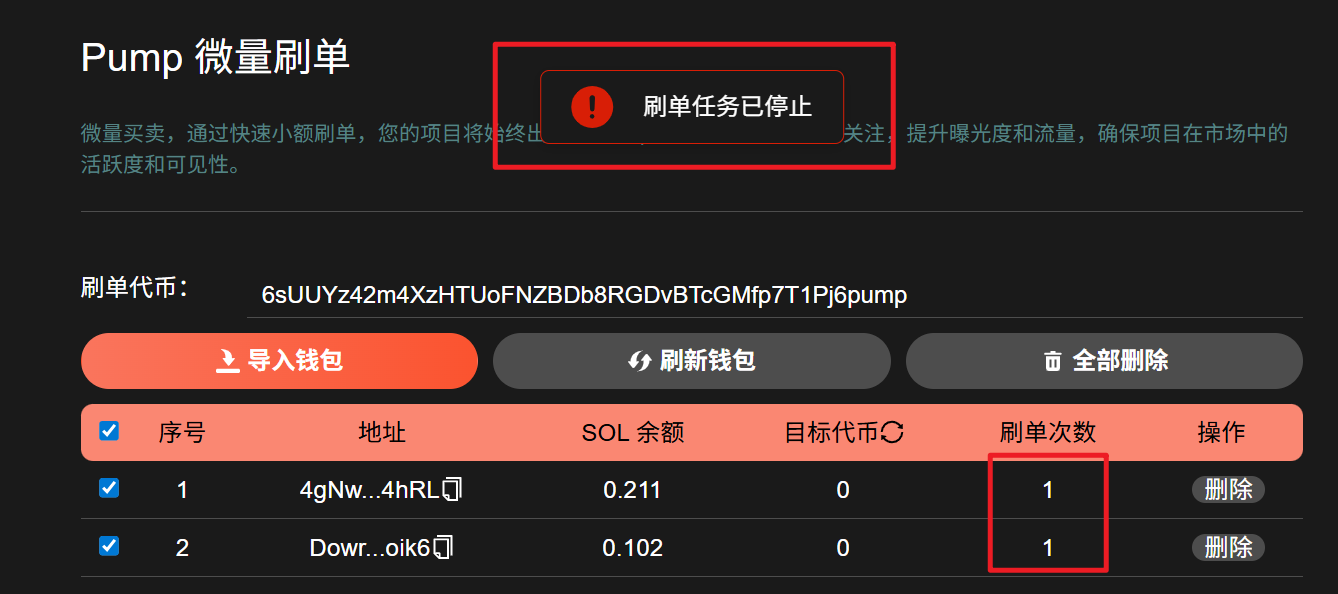 Pump 微量刷单
刷单任务已停止
微量买卖，通过快速小额刷单，您的项目将始终出 关注，提升曝光度和流量，确保项目在市场中的
活跃度和可见性。
刷单代币：
6sUUYz42m4XzHTUoFNZBDb8RGDvBTcGMfp7T1Pj6pump
导入钱包 刷新钱包 全部删除
序号 地址 SOL 余额 目标代币 刷单次数 操作
1 4gNw...4hRL 0.211 0 1 删除
2 Dowr...oik6 0.102 0 1 删除